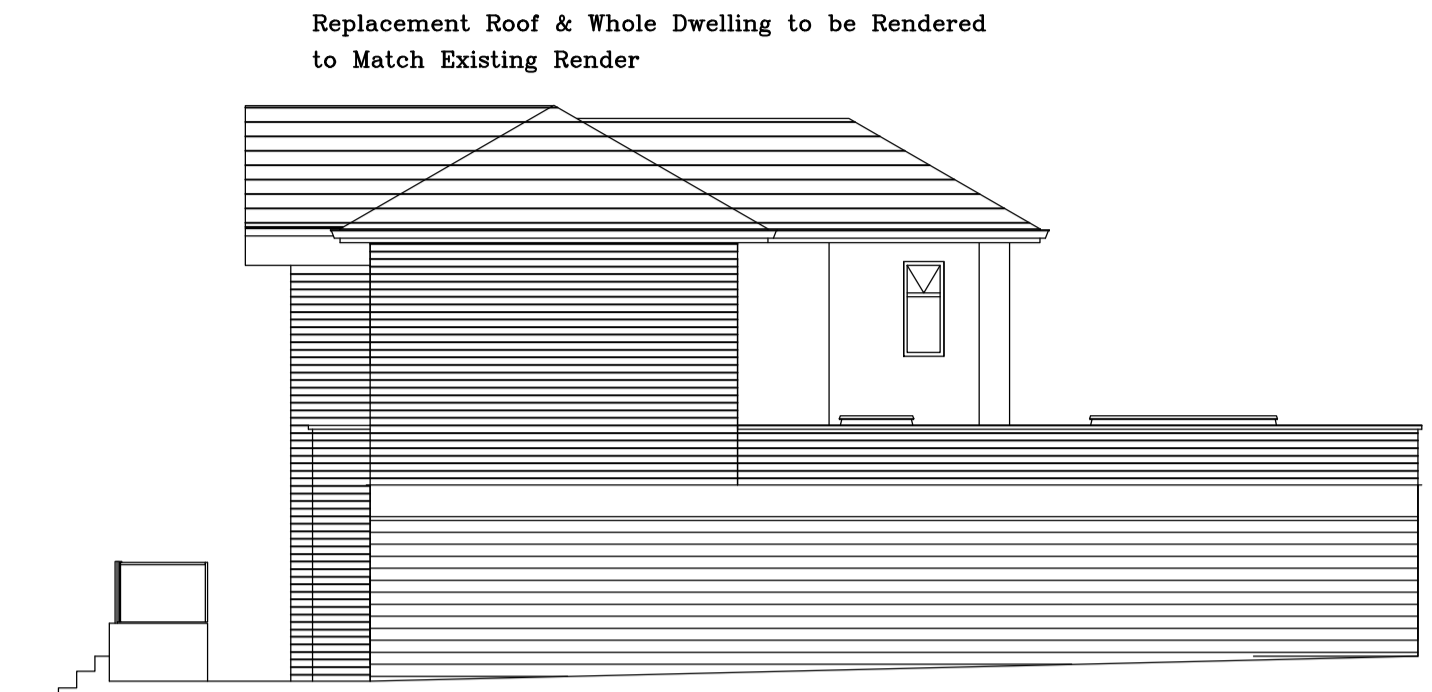 Replacement Roof & Whole Dwelling to be Rendered
to Match Existing Render